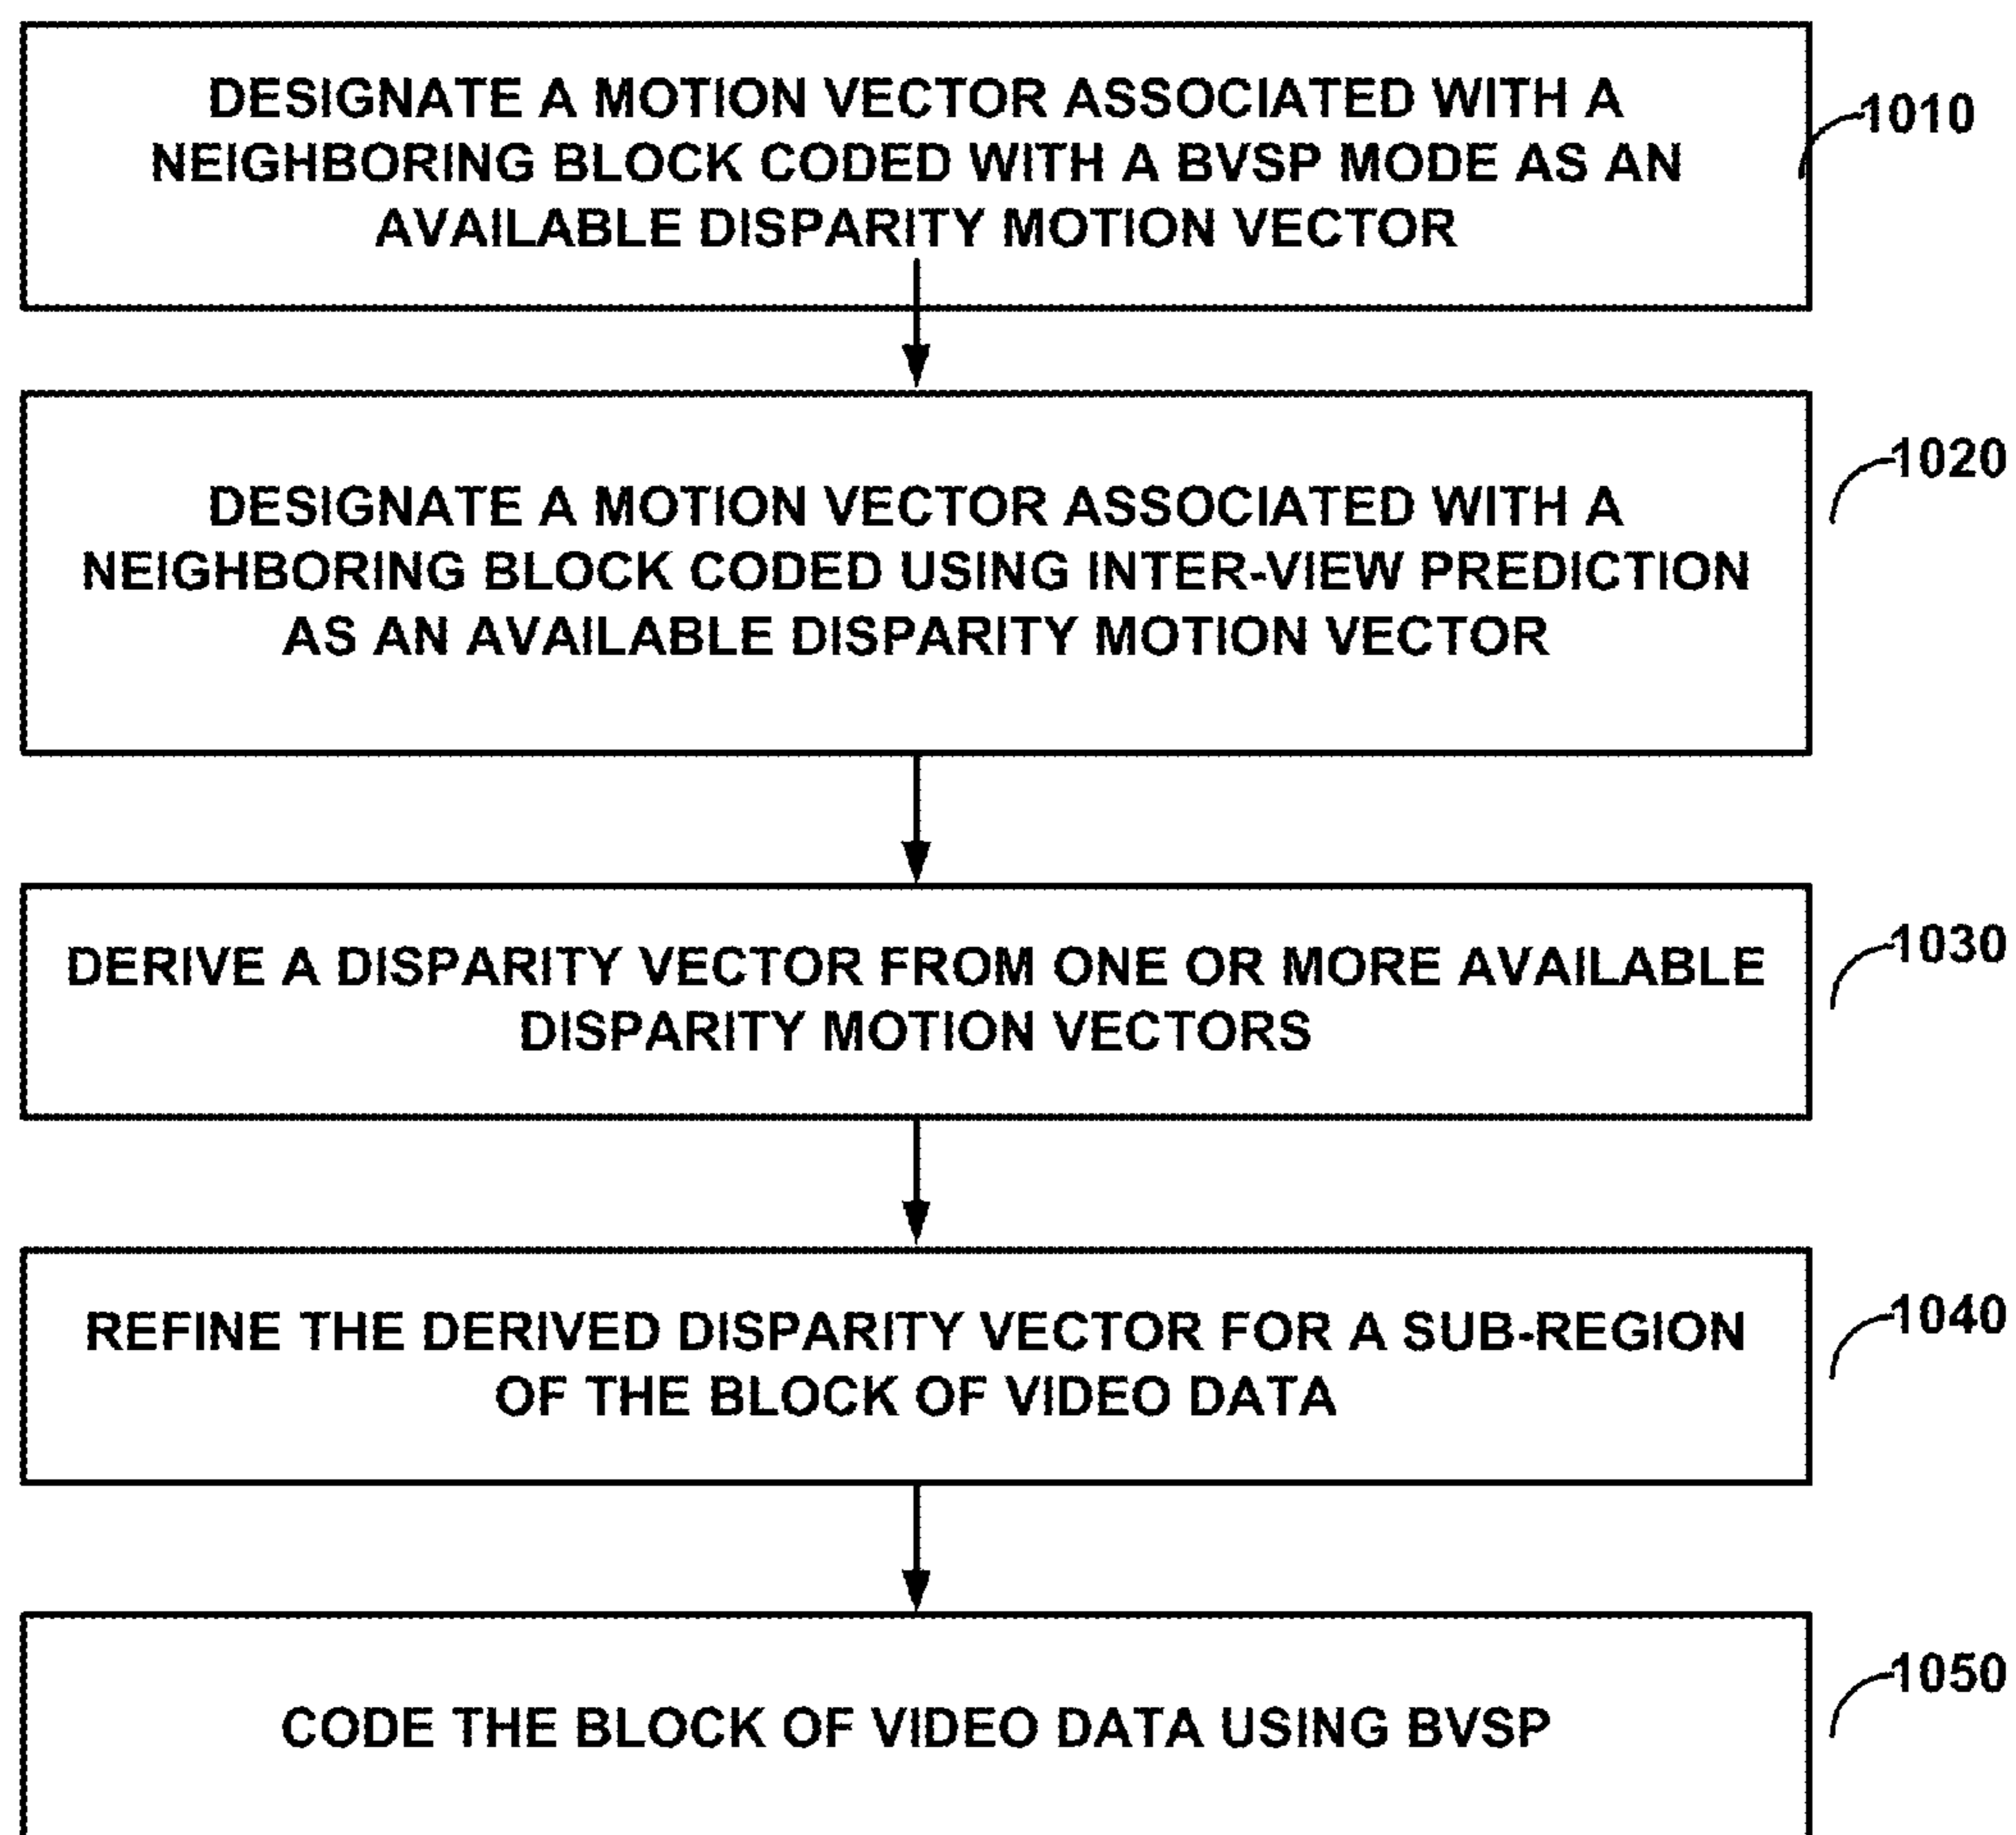 DESIGNATE A MOTION VECTOR ASSOCIATED WITH A
NEIGHBORING BLOCK CODED WITH A BVSP MODE AS AN
AVAILABLE DISPARITY MOTION VECTOR
1010
DESIGNATE A MOTION VECTOR ASSOCIATED WITH A
NEIGHBORING BLOCK CODED USING INTER-VIEW PREDICTION
AS AN AVAILABLE DISPARITY MOTION VECTOR
1020
DERIVE A DISPARITY VECTOR FROM ONE OR MORE AVAILABLE
DISPARITY MOTION VECTORS
1030
REFINE THE DERIVED DISPARITY VECTOR FOR A SUB-REGION
OF THE BLOCK OF VIDEO DATA
1040
CODE THE BLOCK OF VIDEO DATA USING BVSP
1050